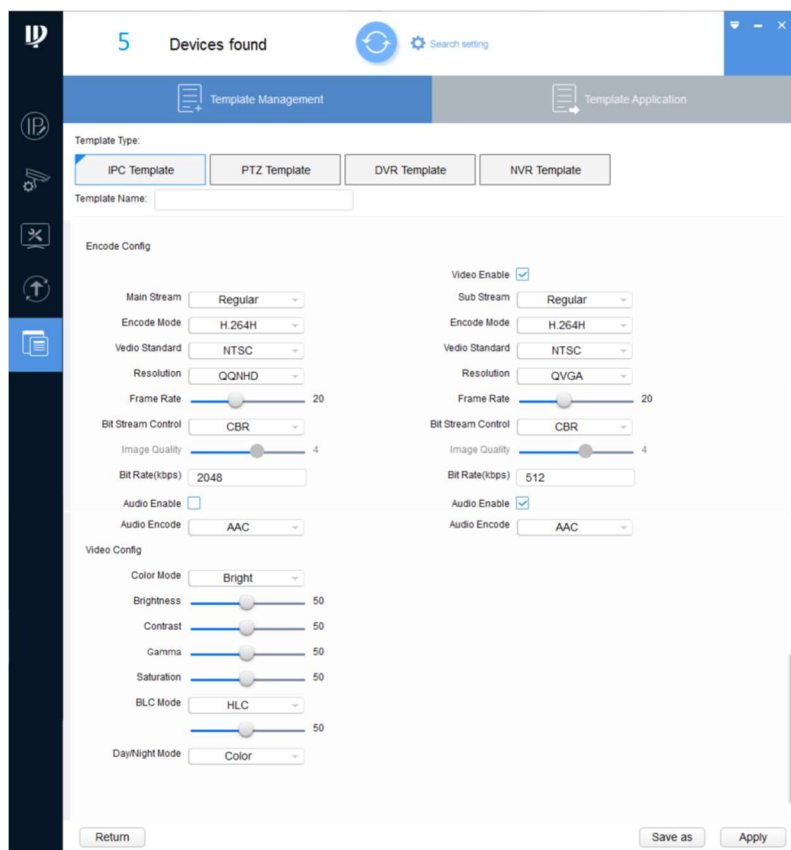 5 Devices found Search setting
Template Management Template Application
Template Type:
IPC Template PTZ Template DVR Template NVR Template
Template Name:
Encode Config
Video Enable
Main Stream Regular Sub Stream Regular
Encode Mode H.264H Encode Mode H.264H
Vedio Standard NTSC Vedio Standard NTSC
Resolution QQNHD Resolution QVGA
Frame Rate 20 Frame Rate 20
Bit Stream Control CBR Bit Stream Control CBR
Image Quality 4 Image Quality 4
Bit Rate(kbps) 2048 Bit Rate(kbps) 512
Audio Enable Audio Enable
Audio Encode AAC Audio Encode AAC
Video Config
Color Mode Bright
Brightness 50
Contrast 50
Gamma 50
Saturation 50
BLC Mode HLC
50
Day/Night Mode Color
Return Save as Apply